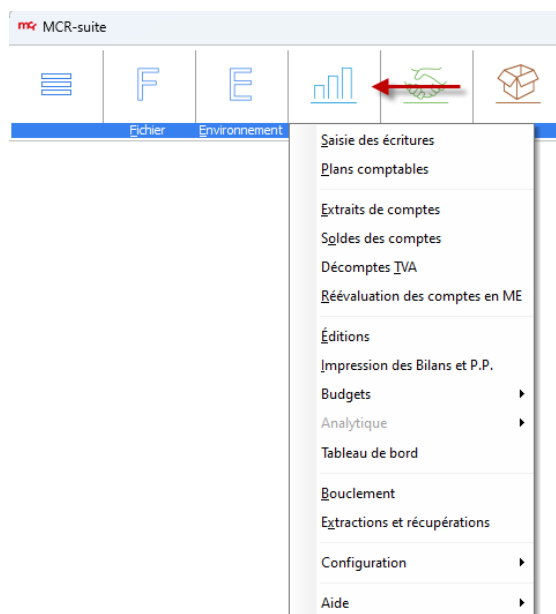 mcr MCR-suite
F E
Fichier Environnement
Saisie des écritures
Plans comptables
Extraits de comptes
Soldes des comptes
Décomptes TVA
Réévaluation des comptes en ME
Éditions
Impression des Bilans et P.P.
Budgets
Analytique
Tableau de bord
Bouclement
Extractions et récupérations
Configuration
Aide